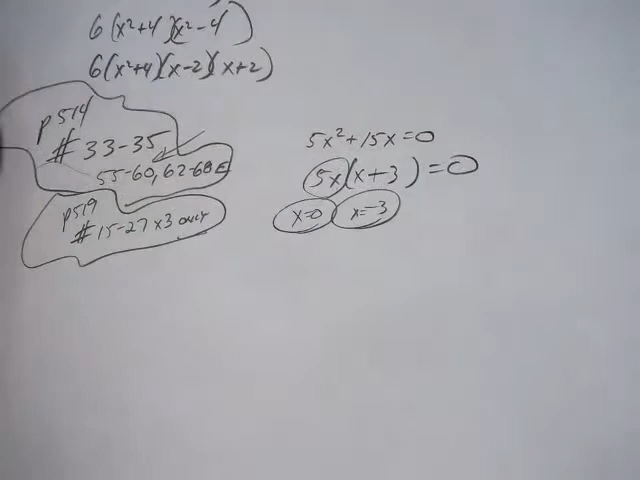 6(x²+4)(x²-4)
6(x²+4)(x-2)(x+2)
p514
# 33-35
55-60, 62-68E
p519
# 15-27 x3 only
5x²+15x=0
5x(x+3)=0
x=0 x=-3